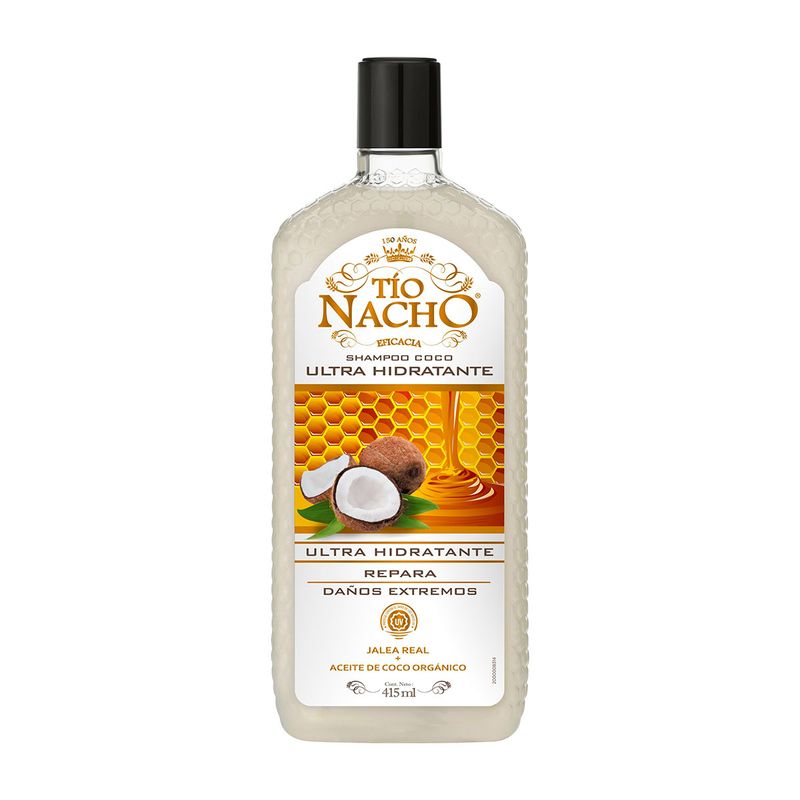 150 AÑOS
TÍO
NACHO®
EFICACIA
SHAMPOO COCO
ULTRA HIDRATANTE
ULTRA HIDRATANTE
REPARA
DAÑOS EXTREMOS
UV
JALEA REAL
+
ACEITE DE COCO ORGÁNICO
Cont. Neto:
415 ml